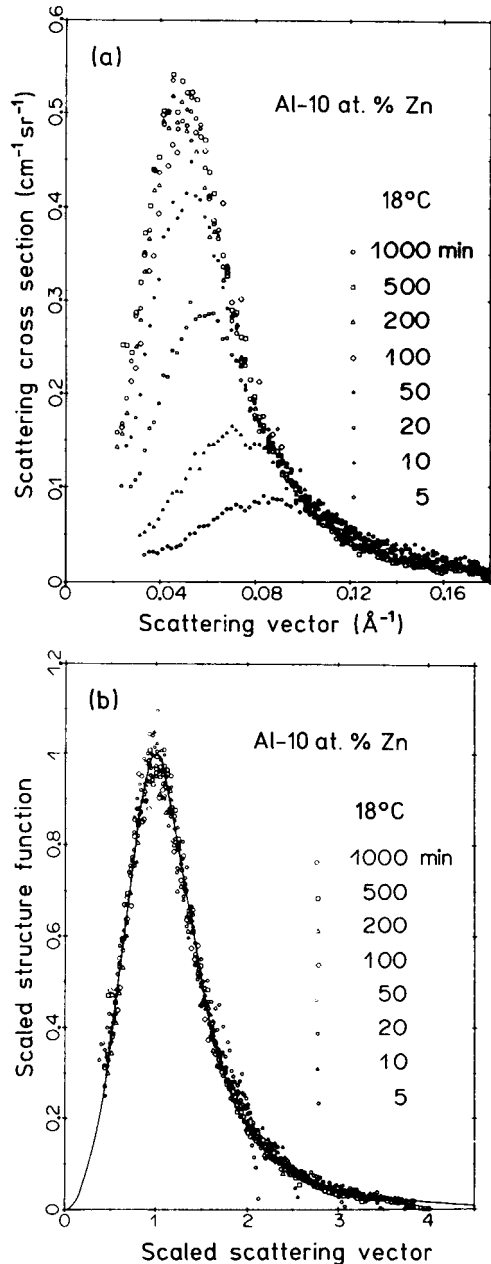 (a)
Al-10 at. % Zn
18°C
1000 min
500
200
100
50
20
10
5
Scattering cross section (cm⁻¹sr⁻¹)
0.6
0.5
0.4
0.3
0.2
0.1
0
0 0.04 0.08 0.12 0.16
Scattering vector (Å⁻¹)
(b)
Al-10 at. % Zn
18°C
1000 min
500
200
100
50
20
10
5
Scaled structure function
1.2
1
0.8
0.6
0.4
0.2
0
0 1 2 3 4
Scaled scattering vector